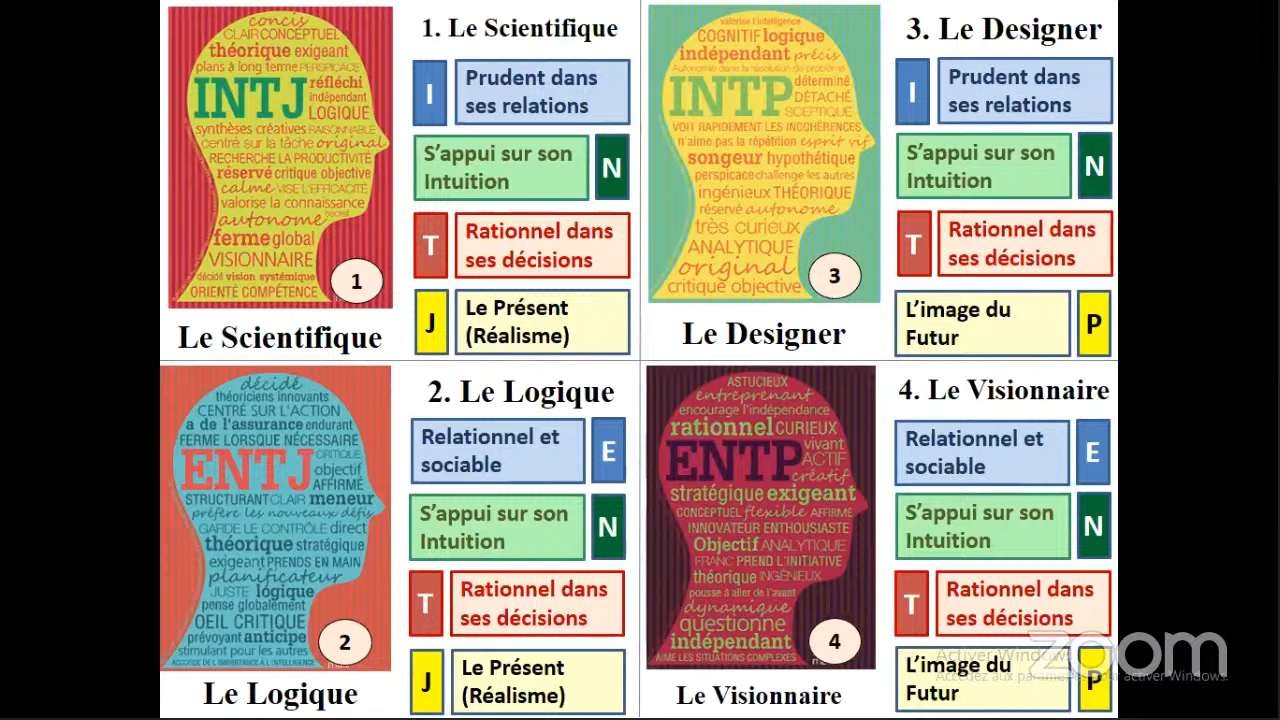 concis
CLAIR CONCEPTUEL
théorique exigeant
plans à long terme PERSPICACE
INTJ
réfléchi
indépendant
LOGIQUE
synthèses créatives RAISONNABLE
centré sur la tâche original
RECHERCHE LA PRODUCTIVITÉ
réservé critique objective
calme VISE L'EFFICACITÉ
valorise la connaissance
autonome secret
ferme global
VISIONNAIRE
décidé vision systémique
ORIENTÉ COMPÉTENCE
1
Le Scientifique
1. Le Scientifique
I
Prudent dans
ses relations
S'appui sur son
Intuition
N
T
Rationnel dans
ses décisions
J
Le Présent
(Réalisme)
valorise l'intelligence
COGNITIF logique
indépendant précis
Autonomie dans la résolution de problème
INTP
déterminé
DÉTACHÉ
SCEPTIQUE
VOIT RAPIDEMENT LES INCOHÉRENCES
n'aime pas la répétition esprit vif
songeur hypothétique
perspicace challenge les autres
ingénieux THÉORIQUE
réservé autonome
très curieux
ANALYTIQUE
original
critique objective
3
Le Designer
3. Le Designer
I
Prudent dans
ses relations
S'appui sur son
Intuition
N
T
Rationnel dans
ses décisions
L'image du
Futur
P
décidé
théoriciens innovants
CENTRÉ SUR L'ACTION
a de l'assurance endurant
FERME LORSQUE NÉCESSAIRE
ENTJ
CRITIQUE
objectif
AFFIRMÉ
STRUCTURANT CLAIR meneur
préfère les nouveaux défis
GARDE LE CONTRÔLE direct
théorique stratégique
exigeant PRENDS EN MAIN
planificateur
JUSTE logique
pense globalement
OEIL CRITIQUE
prévoyant anticipe
stimulant pour les autres
2
Le Logique
2. Le Logique
Relationnel et
sociable
E
S'appui sur son
Intuition
N
T
Rationnel dans
ses décisions
J
Le Présent
(Réalisme)
ASTUCIEUX
entreprenant
encourage l'indépendance
rationnel CURIEUX
ENTP
vivant
ACTIF
créatif
stratégique exigeant
CONCEPTUEL flexible AFFIRMÉ
INNOVATEUR ENTHOUSIASTE
Objectif ANALYTIQUE
FRANC PREND L'INITIATIVE
théorique INGÉNIEUX
pousse à aller de l'avant
dynamique
questionne
indépendant
AIME LES SITUATIONS COMPLEXES
4
Le Visionnaire
4. Le Visionnaire
Relationnel et
sociable
E
S'appui sur son
Intuition
N
T
Rationnel dans
ses décisions
L'image du
Futur
P
zoom
Activer Windows
Accédez aux paramètres pour activer Windows.